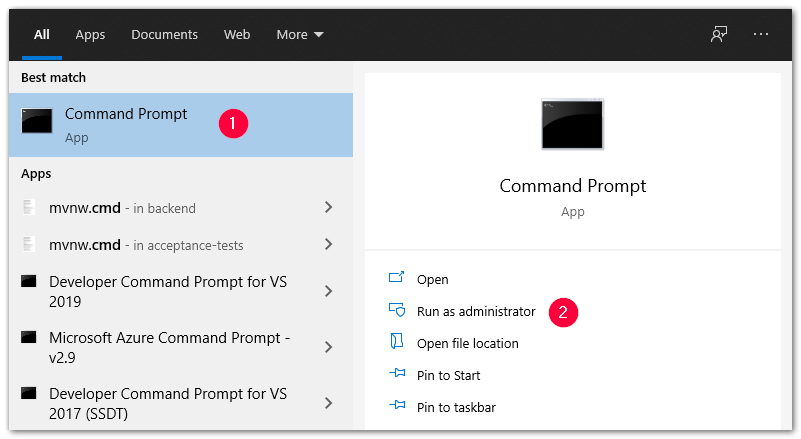 All Apps Documents Web More
Best match
Command Prompt
App
1
Apps
mvnw.cmd - in backend
mvnw.cmd - in acceptance-tests
Developer Command Prompt for VS
2019
Microsoft Azure Command Prompt -
v2.9
Developer Command Prompt for VS
2017 (SSDT)
Command Prompt
App
Open
Run as administrator
2
Open file location
Pin to Start
Pin to taskbar